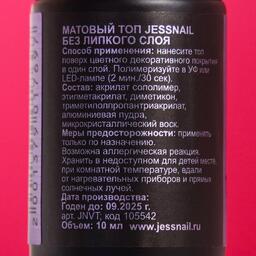 МАТОВЫЙ ТОП JESSNAIL
БЕЗ ЛИПКОГО СЛОЯ
Способ применения: нанесите топ
поверх цветного декоративного покрытия
в один слой. Полимеризуйте в УФ или
LED-лампе (2 мин./30 сек).
Состав: акрилат сополимер,
этилметакрилат, диметикон,
триметилолпропантриакрилат,
алюминиевая пудра,
микрокристаллический воск.
Меры предосторожности: применять
только по назначению.
Возможна аллергическая реакция.
Хранить в недоступном для детей месте,
при комнатной температуре, вдали
от нагревательных приборов и прямых
солнечных лучей.
Дата изготовления:
Годен до: 09.2025 г.
арт. JNVT; код 105542
Объем: 10 мл www.jessnail.ru